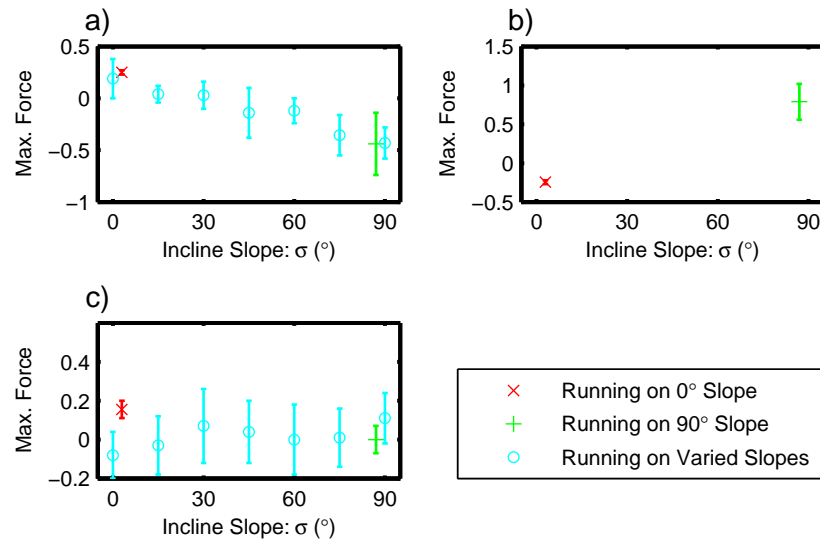 a)
0.5
0
−0.5
−1
Max. Force
0 30 60 90
Incline Slope: σ (°)
b)
1.5
1
0.5
0
−0.5
Max. Force
0 30 60 90
Incline Slope: σ (°)
c)
0.4
0.2
0
−0.2
Max. Force
0 30 60 90
Incline Slope: σ (°)
Running on 0° Slope
Running on 90° Slope
Running on Varied Slopes